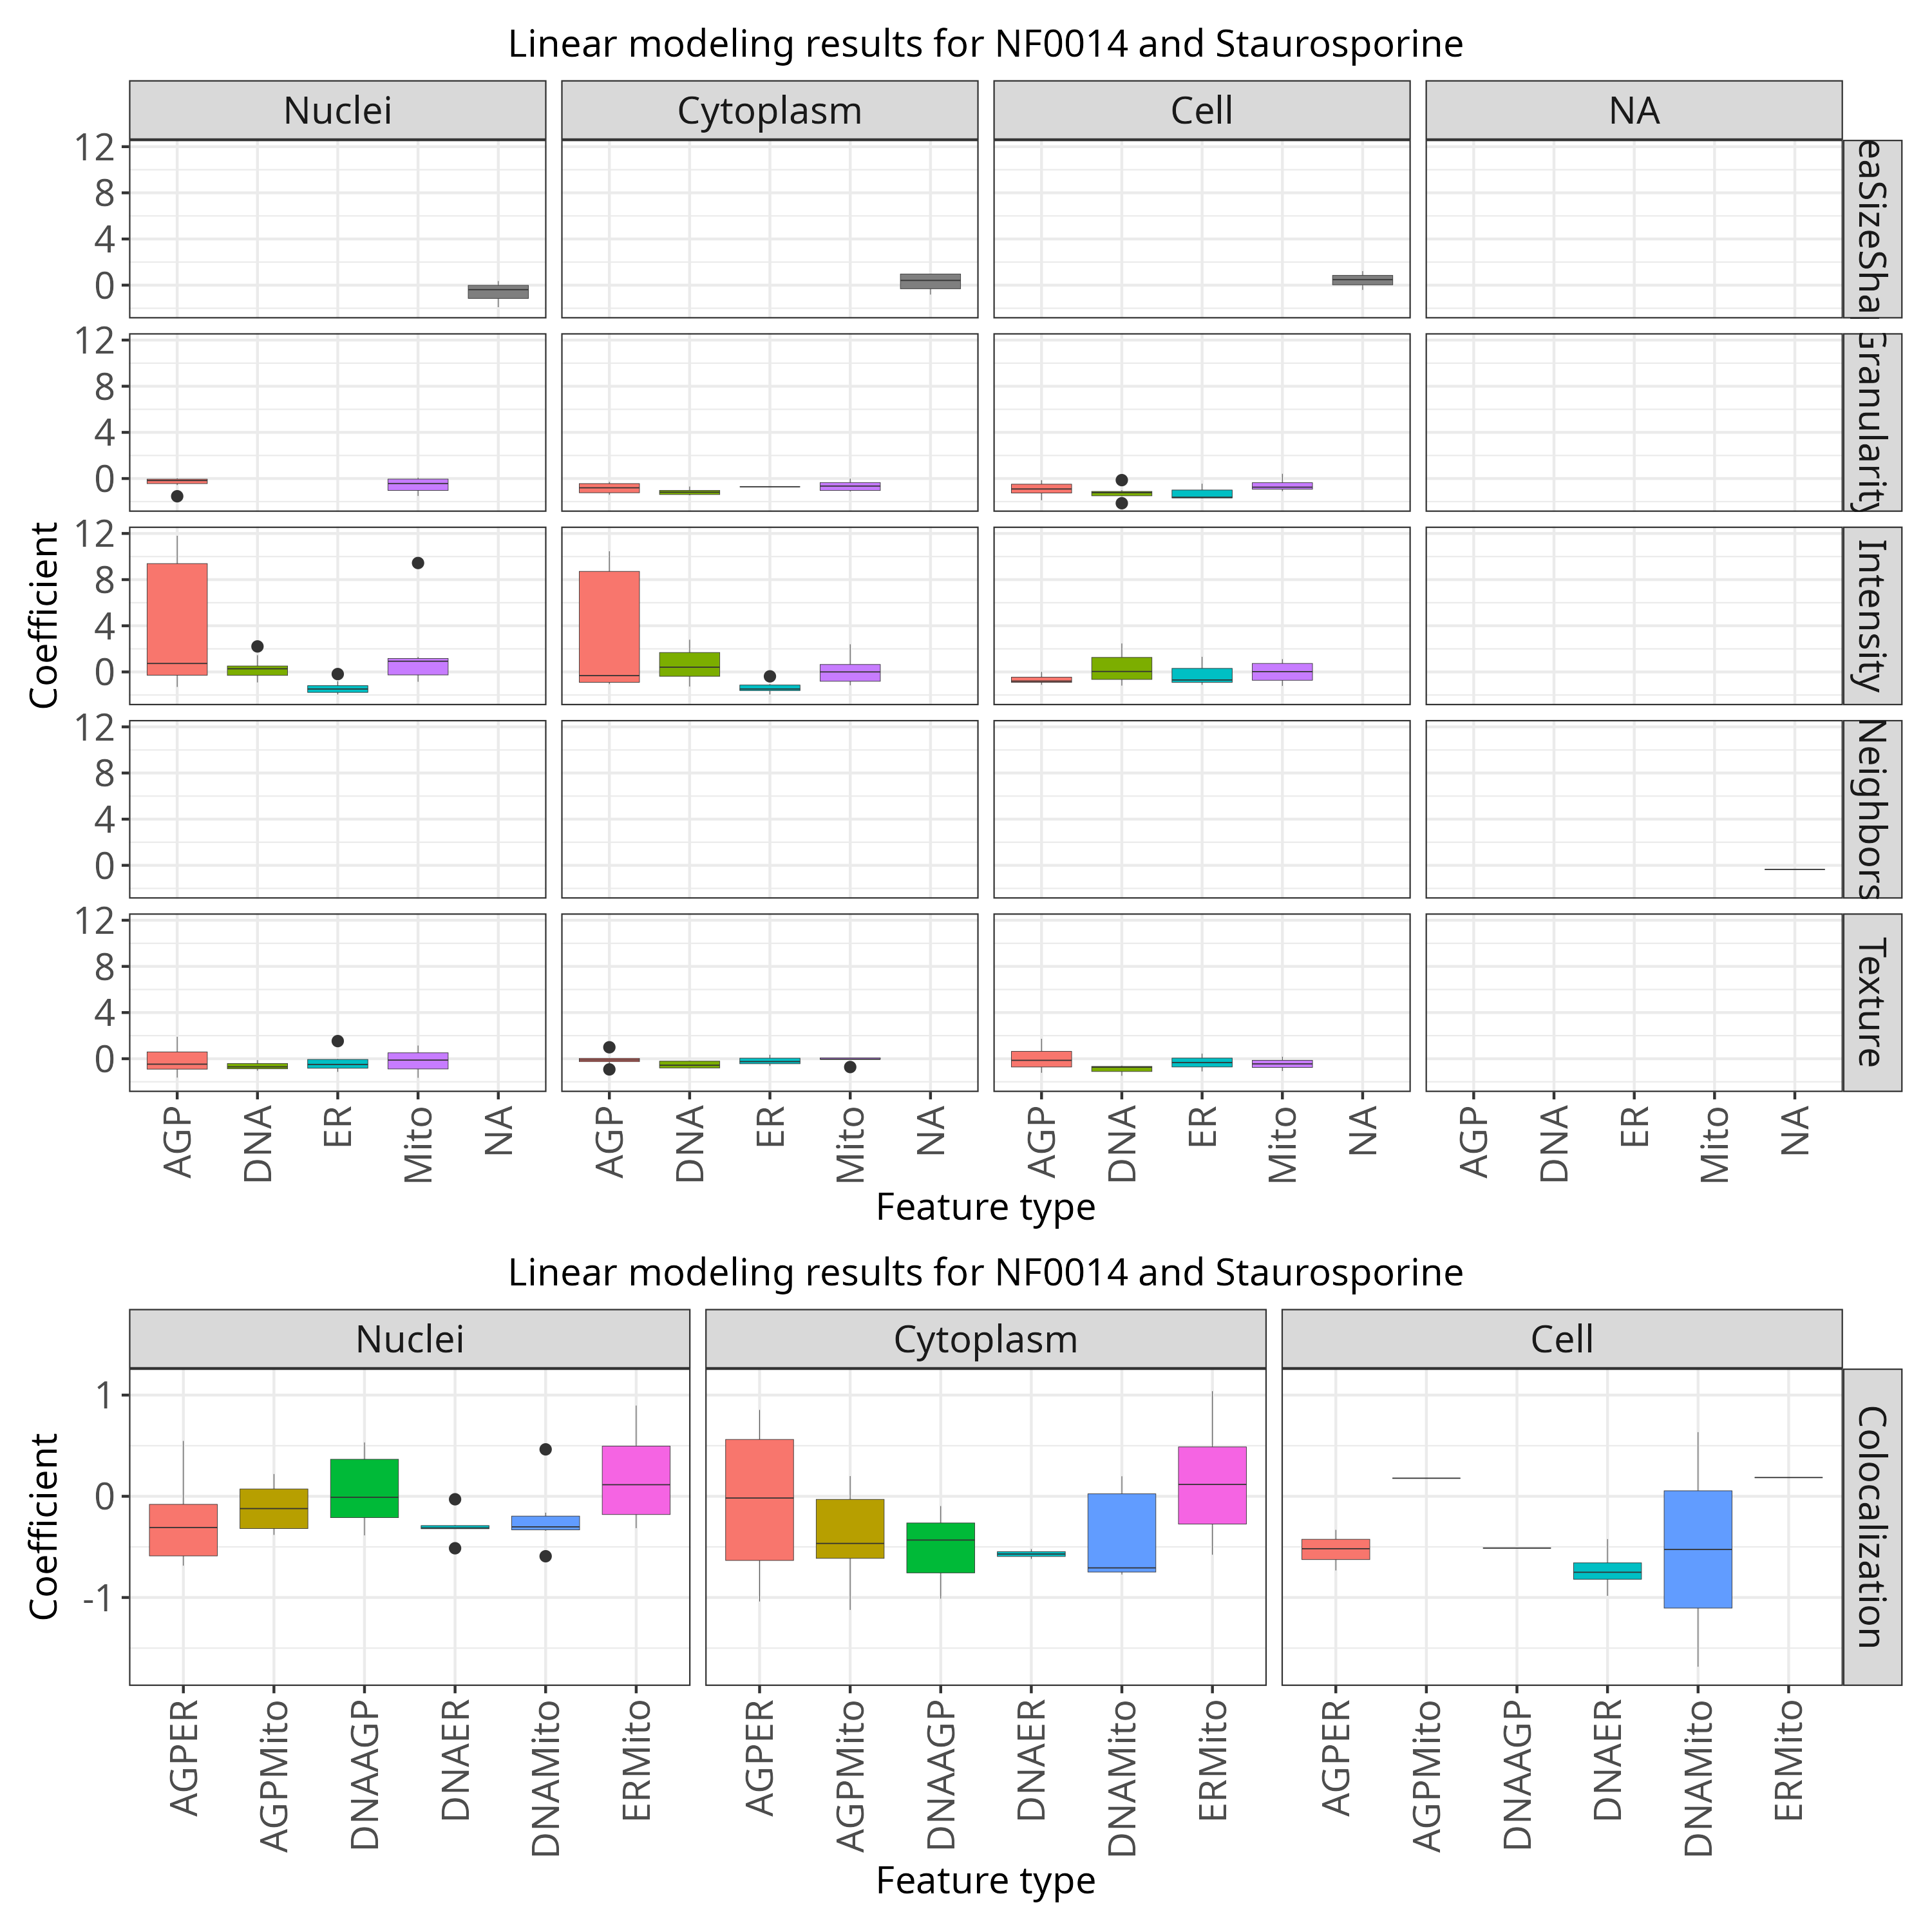 Linear modeling results for NF0014 and Staurosporine
Nuclei Cytoplasm Cell NA
12
8
4
0
eaSizeSha
12
8
4
0
Granularity
12
8
4
0
Intensity
12
8
4
0
Neighbors
12
8
4
0
Texture
Coefficient
AGP DNA ER Mito NA AGP DNA ER Mito NA AGP DNA ER Mito NA AGP DNA ER Mito NA
Feature type
Linear modeling results for NF0014 and Staurosporine
Nuclei Cytoplasm Cell
1
0
-1
Colocalization
Coefficient
AGPER AGPMito DNAAGP DNAER DNAMito ERMito AGPER AGPMito DNAAGP DNAER DNAMito ERMito AGPER AGPMito DNAAGP DNAER DNAMito ERMito
Feature type